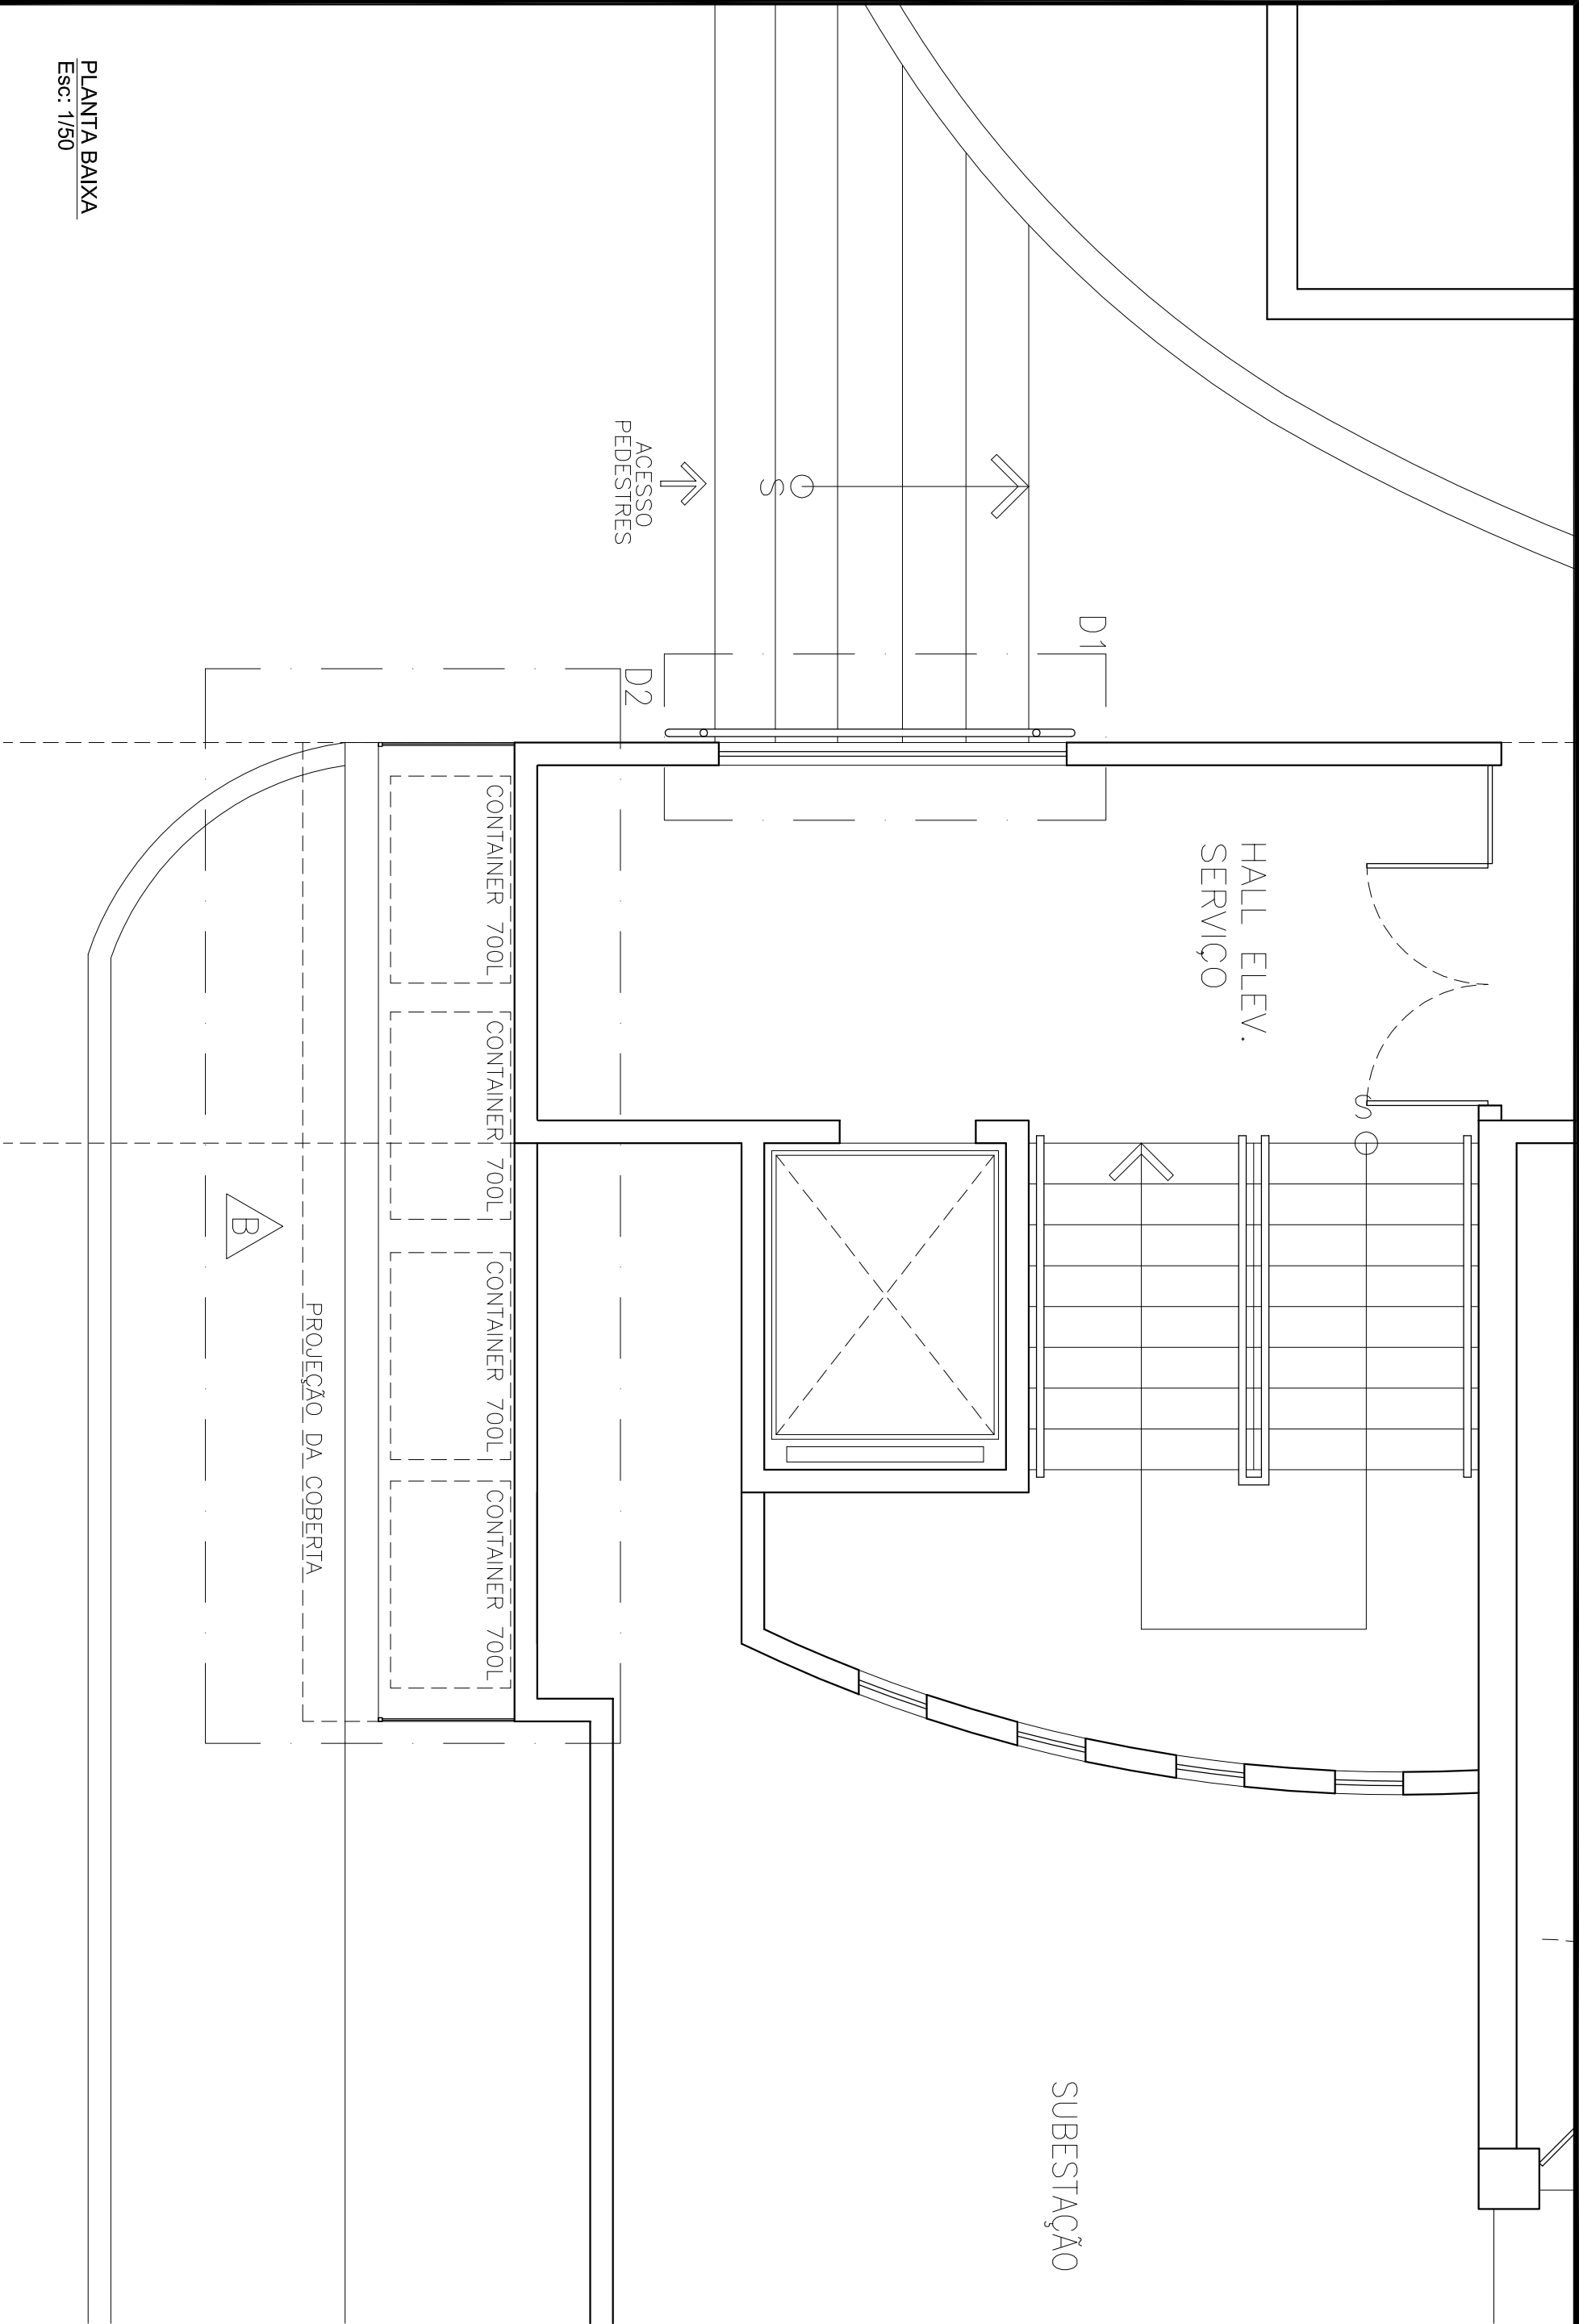 PLANTA BAIXA
Esc: 1/50
ACESSO
PEDESTRES
S
D1
D2
HALL ELEV.
SERVIÇO
S
CONTAINER 700L
CONTAINER 700L
CONTAINER 700L
CONTAINER 700L
B
PROJEÇÃO DA COBERTA
SUBESTAÇÃO